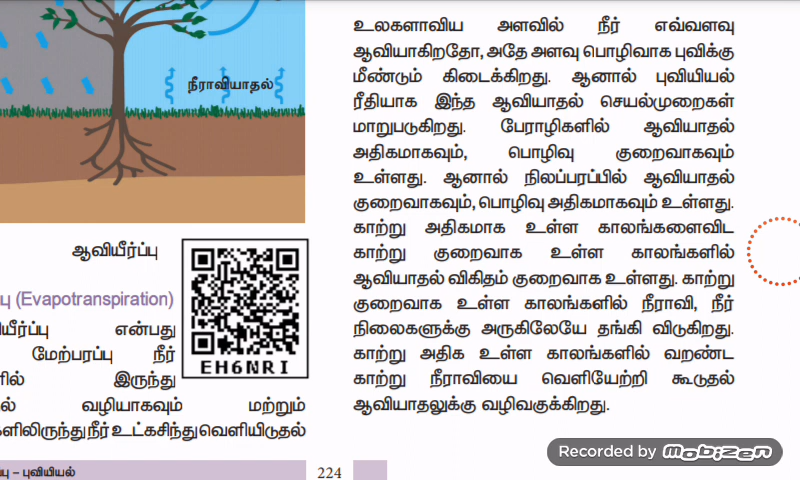 நீராவியாதல்
ஆவியீர்ப்பு
பு (Evapotranspiration)
யீர்ப்பு என்பது
மேற்பரப்பு நீர்
ளில் இருந்து
ல் வழியாகவும் மற்றும்
களிலிருந்து நீர் உட்கசிந்து வெளியிடுதல்
EH6NRI
உலகளாவிய அளவில் நீர் எவ்வளவு
ஆவியாகிறதோ, அதே அளவு பொழிவாக புவிக்கு
மீண்டும் கிடைக்கிறது. ஆனால் புவியியல்
ரீதியாக இந்த ஆவியாதல் செயல்முறைகள்
மாறுபடுகிறது. பேராழிகளில் ஆவியாதல்
அதிகமாகவும், பொழிவு குறைவாகவும்
உள்ளது. ஆனால் நிலப்பரப்பில் ஆவியாதல்
குறைவாகவும், பொழிவு அதிகமாகவும் உள்ளது.
காற்று அதிகமாக உள்ள காலங்களைவிட
காற்று குறைவாக உள்ள காலங்களில்
ஆவியாதல் விகிதம் குறைவாக உள்ளது. காற்று
குறைவாக உள்ள காலங்களில் நீராவி, நீர்
நிலைகளுக்கு அருகிலேயே தங்கி விடுகிறது.
காற்று அதிக உள்ள காலங்களில் வறண்ட
காற்று நீராவியை வெளியேற்றி கூடுதல்
ஆவியாதலுக்கு வழிவகுக்கிறது.
பு – புவியியல்
224
Recorded by mobizen